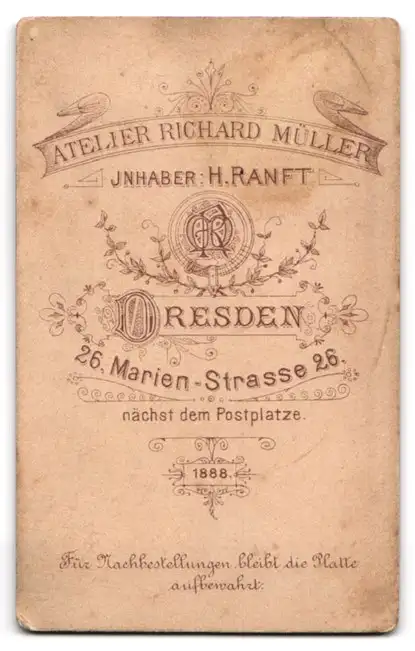 ATELIER RICHARD MÜLLER
JNHABER: H. RANFT
DRESDEN
26. Marien-Strasse 26.
nächst dem Postplatze.
1888.
Für Nachbestellungen bleibt die Platte
aufbewahrt.